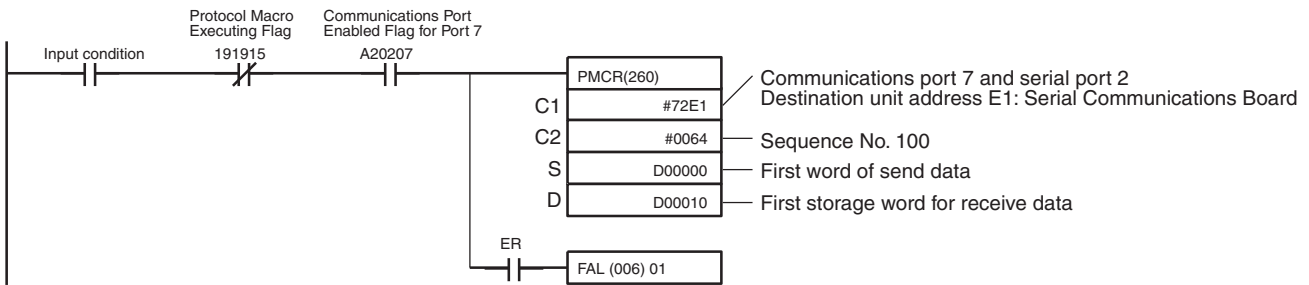 Protocol Macro
Executing Flag
Communications Port
Enabled Flag for Port 7
Input condition
191915
A20207
PMCR(260)
C1
#72E1
Communications port 7 and serial port 2
Destination unit address E1: Serial Communications Board
C2
#0064
Sequence No. 100
S
D00000
First word of send data
D
D00010
First storage word for receive data
ER
FAL (006) 01